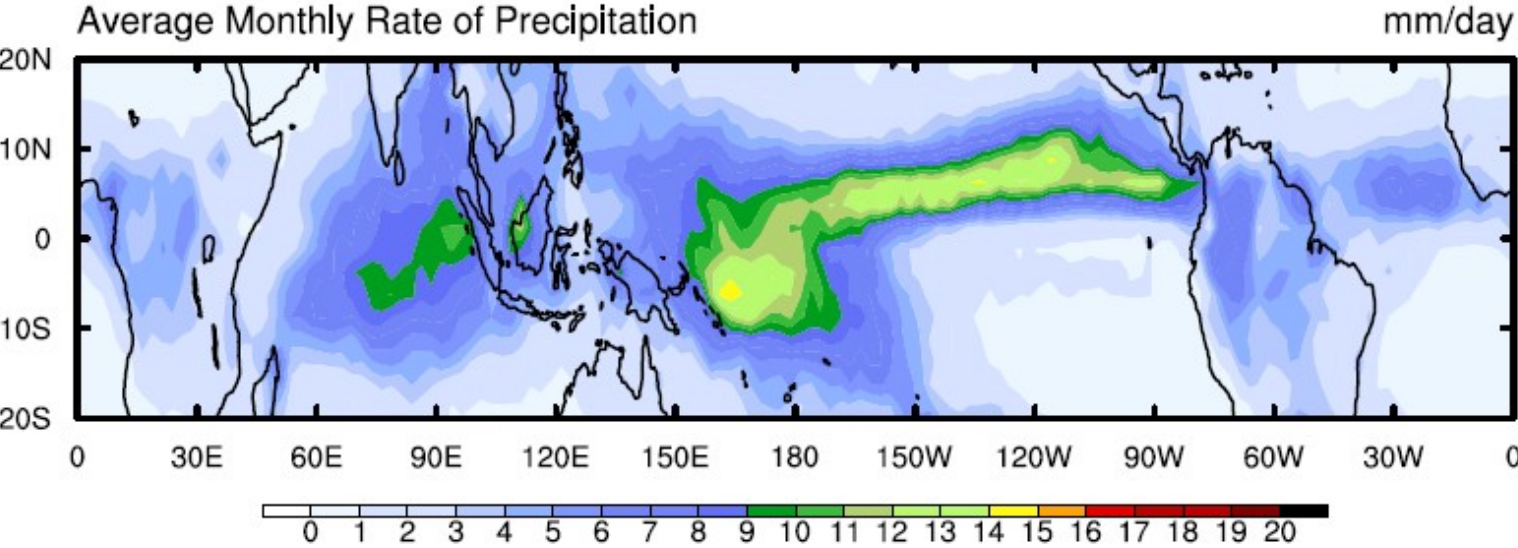 Average Monthly Rate of Precipitation mm/day
20N
10N
0
10S
20S
0 30E 60E 90E 120E 150E 180 150W 120W 90W 60W 30W 0
0 1 2 3 4 5 6 7 8 9 10 11 12 13 14 15 16 17 18 19 20